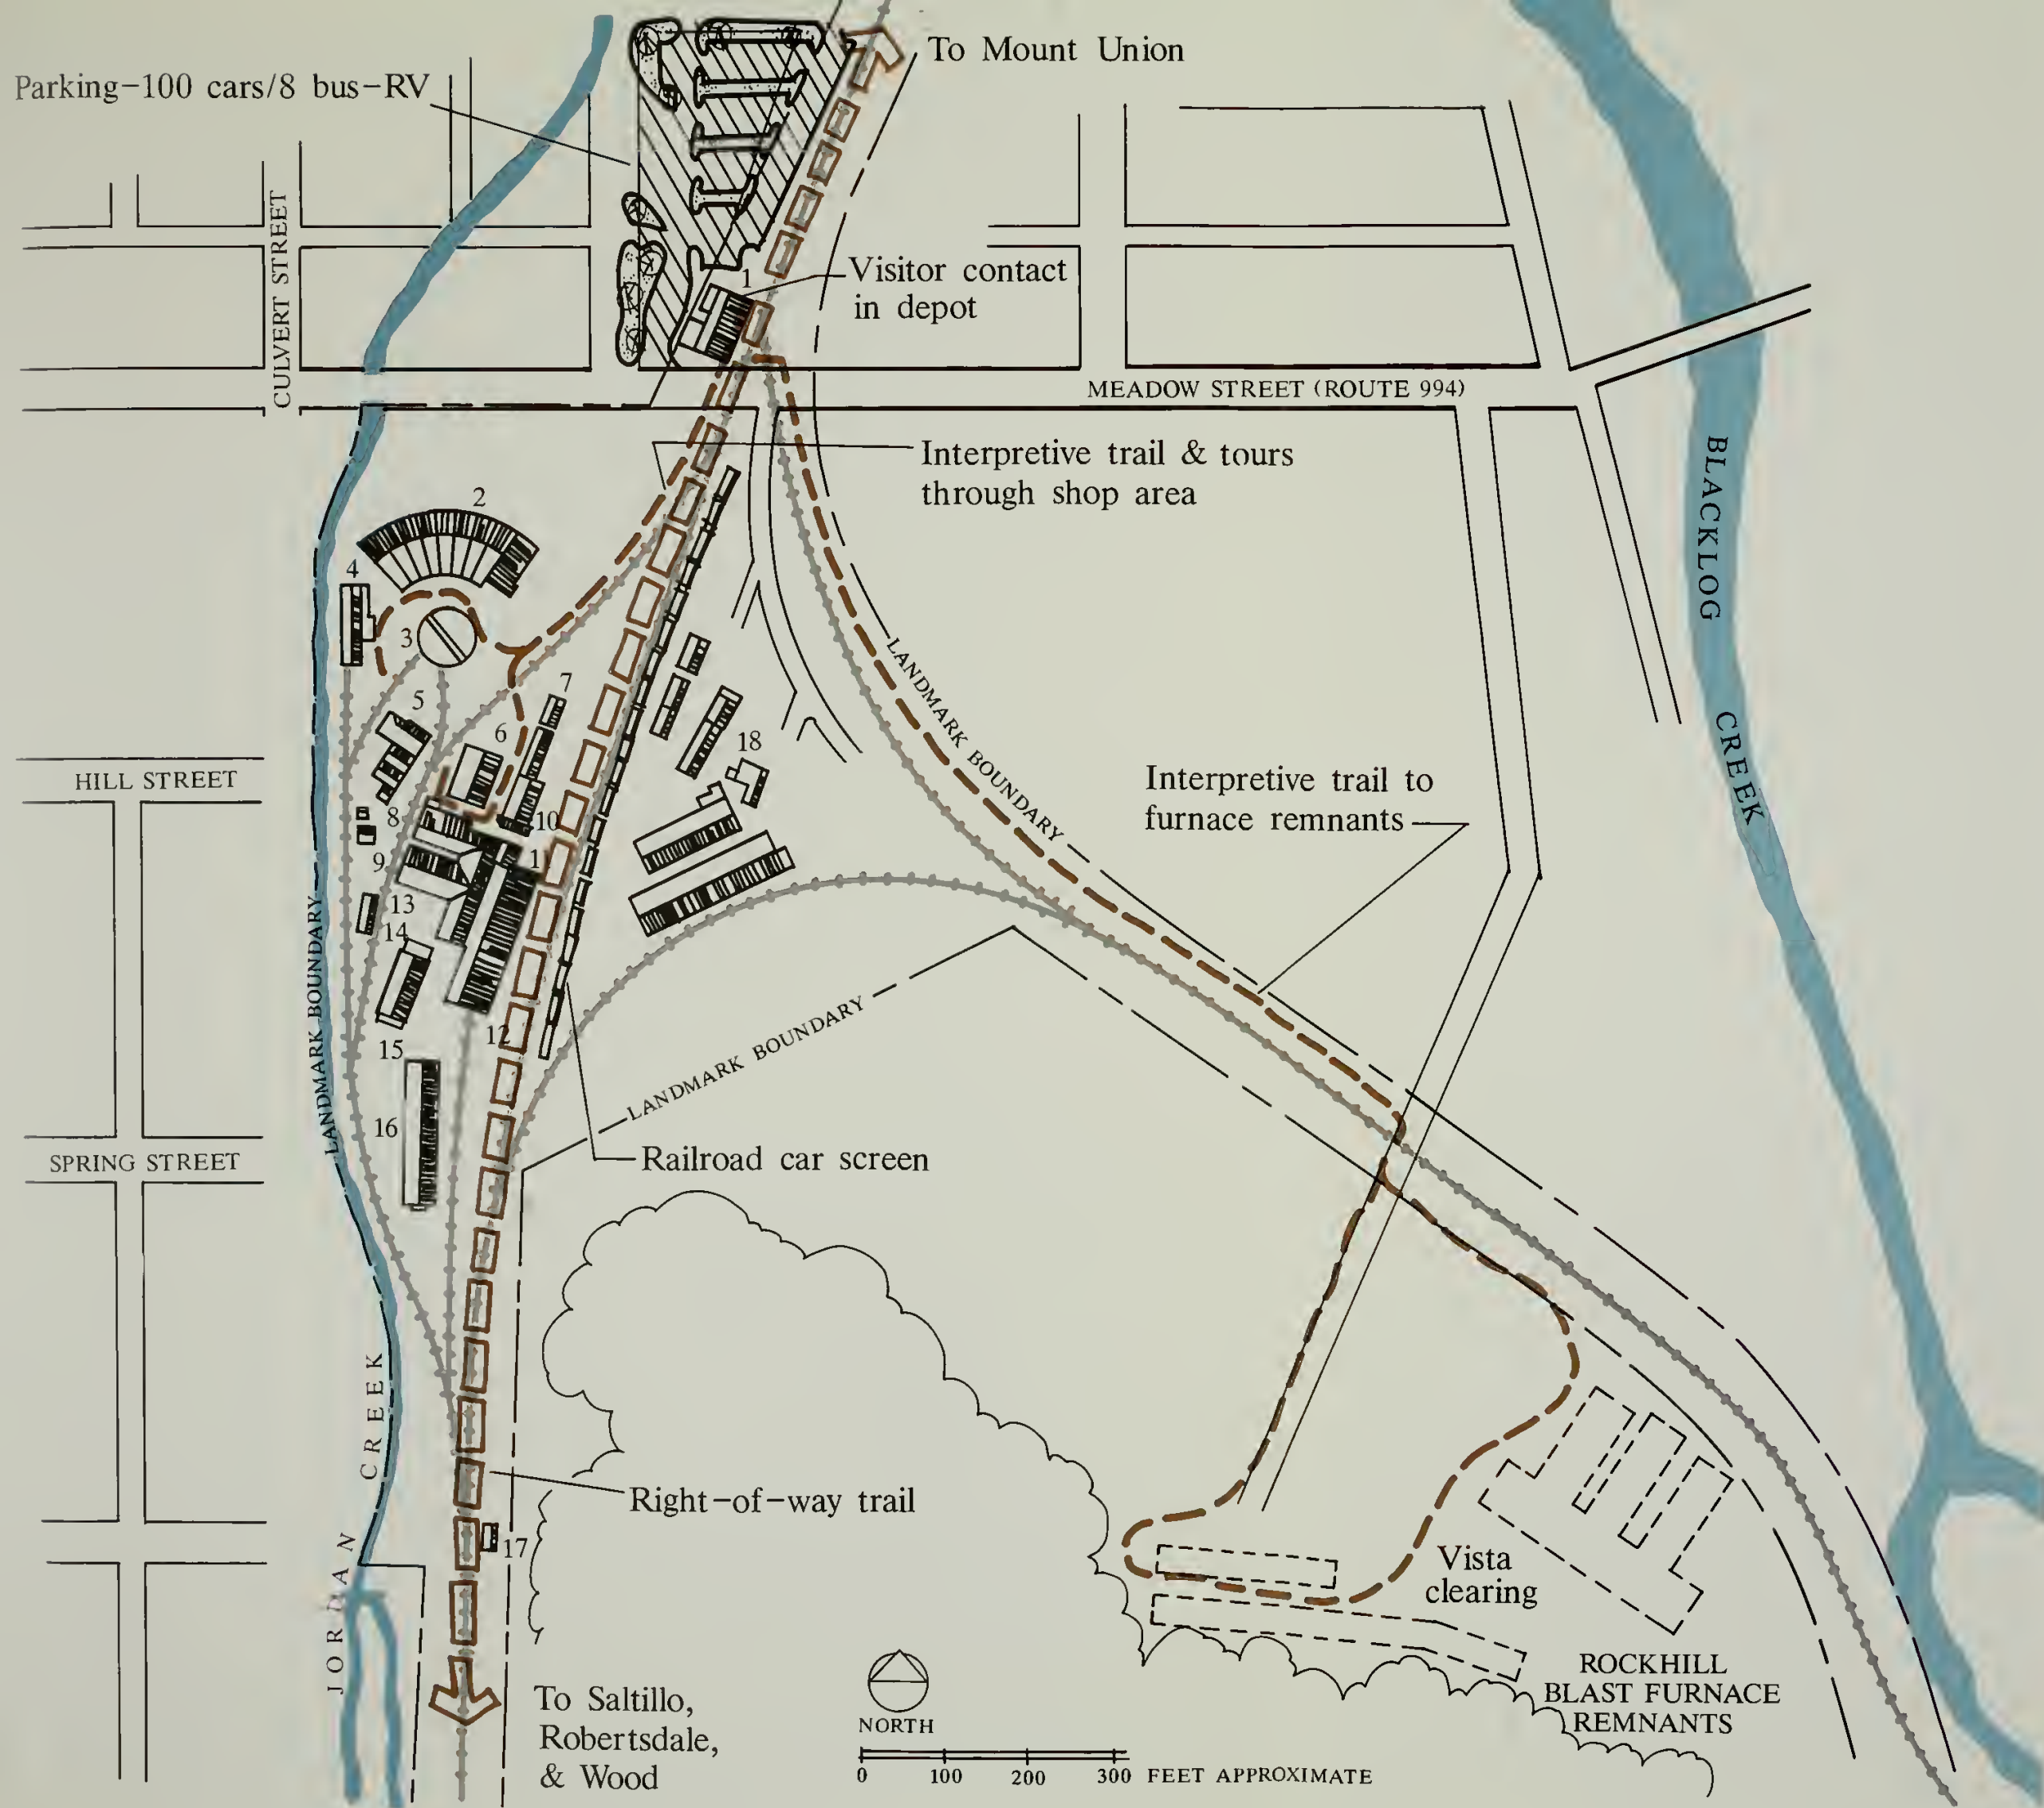 To Mount Union
Parking-100 cars/8 bus-RV
CULVERT STREET
1
Visitor contact
in depot
MEADOW STREET (ROUTE 994)
Interpretive trail & tours
through shop area
BLACKLOG CREEK
2
4
3
LANDMARK BOUNDARY
5
7
6
18
HILL STREET
Interpretive trail to
furnace remnants
8
10
9
13
14
LANDMARK BOUNDARY
LANDMARK BOUNDARY
12
15
16
SPRING STREET
Railroad car screen
Right-of-way trail
17
JORDAN CREEK
Vista
clearing
ROCKHILL
BLAST FURNACE
REMNANTS
To Saltillo,
Robertsdale,
& Wood
NORTH
0 100 200 300 FEET APPROXIMATE